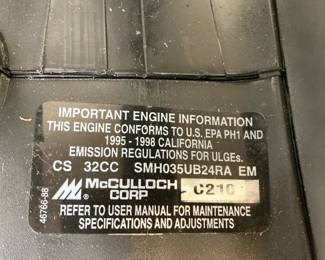 IMPORTANT ENGINE INFORMATION
THIS ENGINE CONFORMS TO U.S. EPA PH1 AND
1995 - 1998 CALIFORNIA
EMISSION REGULATIONS FOR ULGEs.
CS 32CC SMH035UB24RA EM
McCULLOCH
CORP
C210
REFER TO USER MANUAL FOR MAINTENANCE
SPECIFICATIONS AND ADJUSTMENTS
46766-88